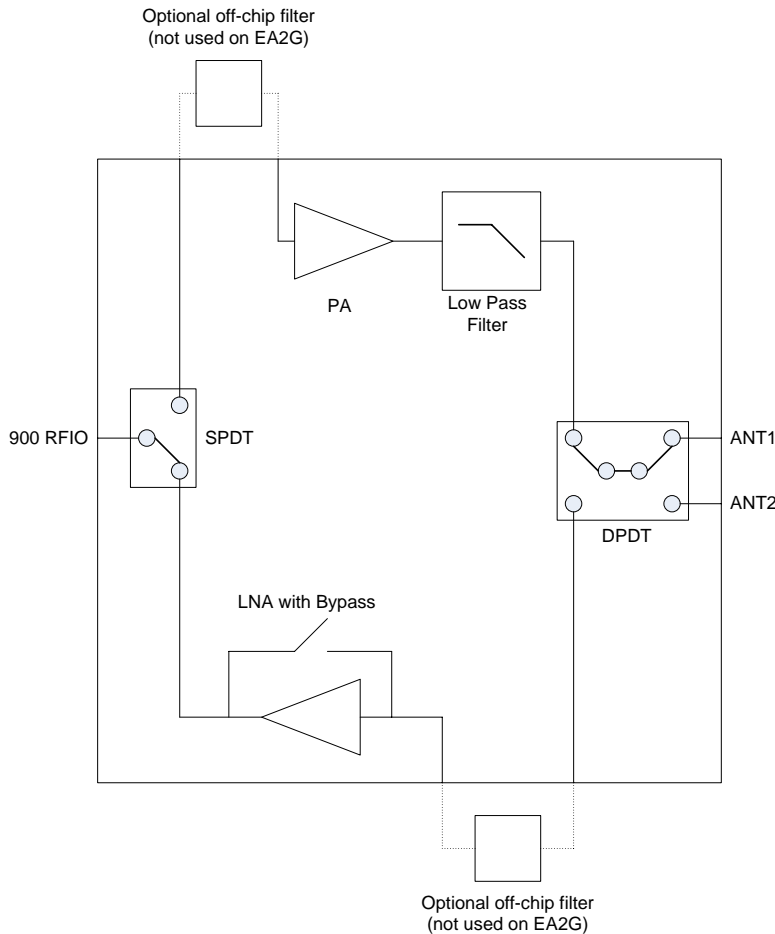 Optional off-chip filter
(not used on EA2G)
PA
Low Pass
Filter
900 RFIO
SPDT
ANT1
ANT2
DPDT
LNA with Bypass
Optional off-chip filter
(not used on EA2G)